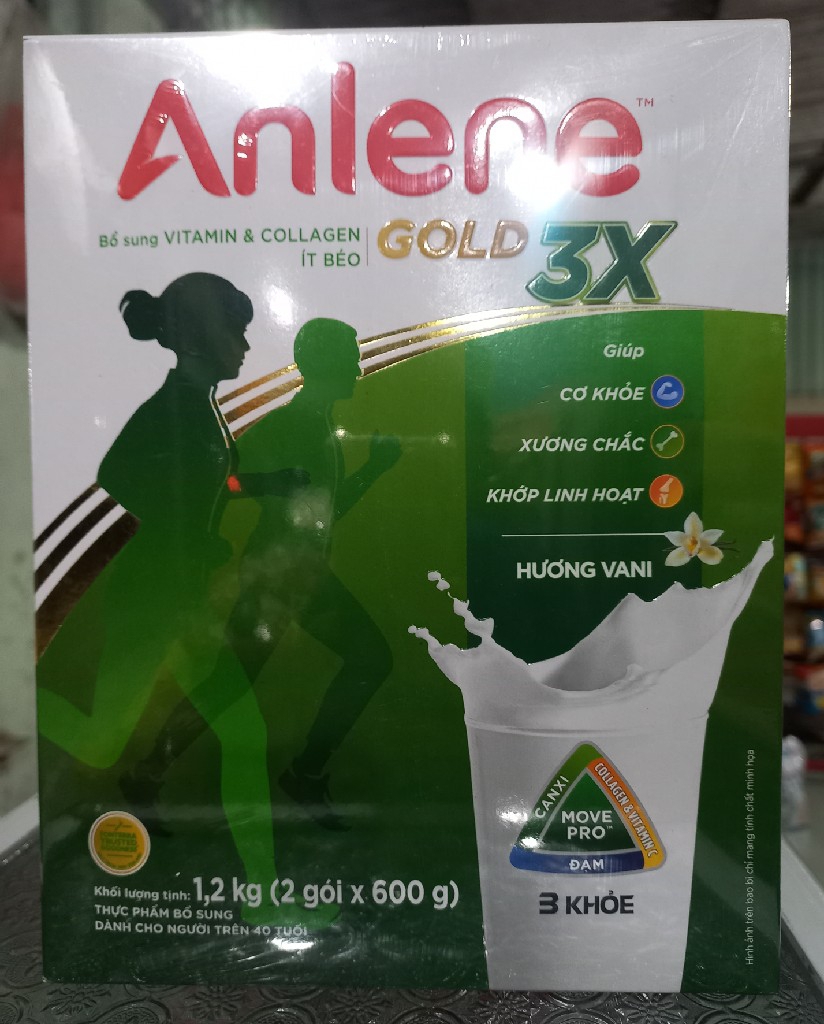 Anlene™
Bổ sung VITAMIN & COLLAGEN
ÍT BÉO
GOLD 3X
Giúp
CƠ KHỎE
XƯƠNG CHẮC
KHỚP LINH HOẠT
HƯƠNG VANI
CANXI
COLLAGEN & VITAMIN C
MOVE
PRO™
ĐẠM
3 KHỎE
FONTERRA
TRUSTED
GOODNESS
Khối lượng tịnh: 1,2 kg (2 gói x 600 g)
THỰC PHẨM BỔ SUNG
DÀNH CHO NGƯỜI TRÊN 40 TUỔI
Hình ảnh trên bao bì chỉ mang tính chất minh họa